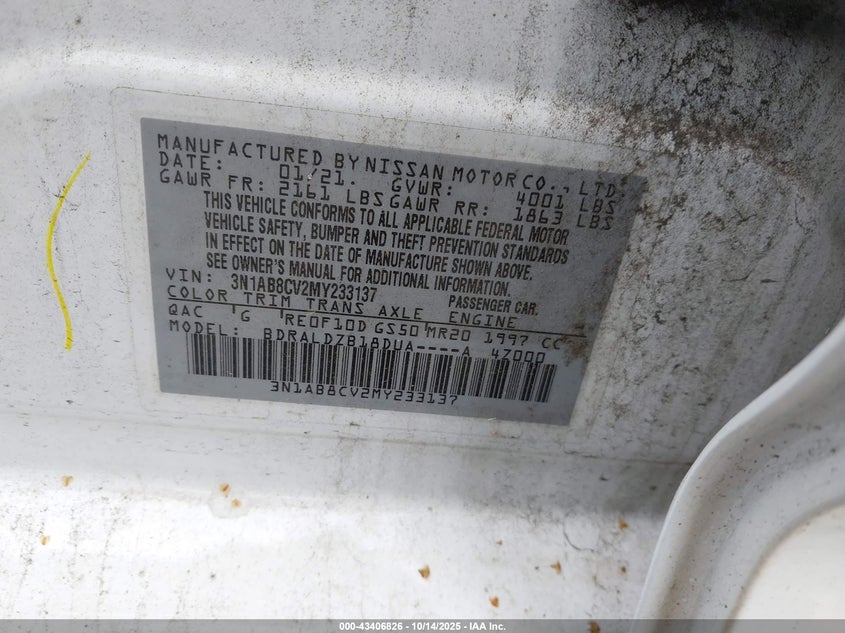 MANUFACTURED BY NISSAN MOTOR CO., LTD.
DATE: 01/21. GVWR: 4001 LBS
GAWR FR: 2161 LBS GAWR RR: 1863 LBS
THIS VEHICLE CONFORMS TO ALL APPLICABLE FEDERAL MOTOR
VEHICLE SAFETY, BUMPER AND THEFT PREVENTION STANDARDS
IN EFFECT ON THE DATE OF MANUFACTURE SHOWN ABOVE.
SEE OWNER'S MANUAL FOR ADDITIONAL INFORMATION.
VIN: 3N1AB8CV2MY233137 PASSENGER CAR.
COLOR TRIM TRANS AXLE ENGINE
QAC G RE0F10D GS50 MR20 1997 CC
MODEL: BDRALDZB18DUA----A 47000
3N1AB8CV2MY233137
000-43406826 - 10/14/2025 - IAA Inc.